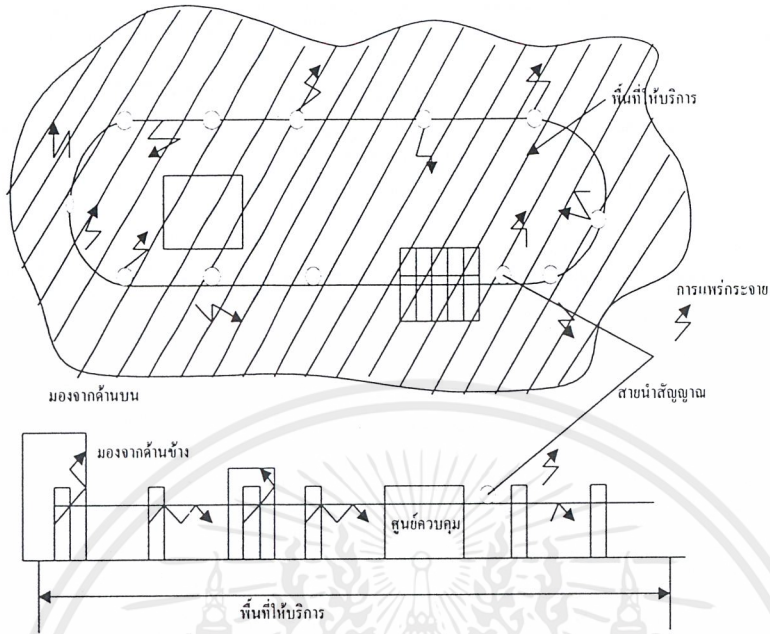 พื้นที่ให้บริการ
การแพร่กระจาย
มองจากด้านบน
สายนำสัญญาณ
มองจากด้านข้าง
ศูนย์ควบคุม
พื้นที่ให้บริการ